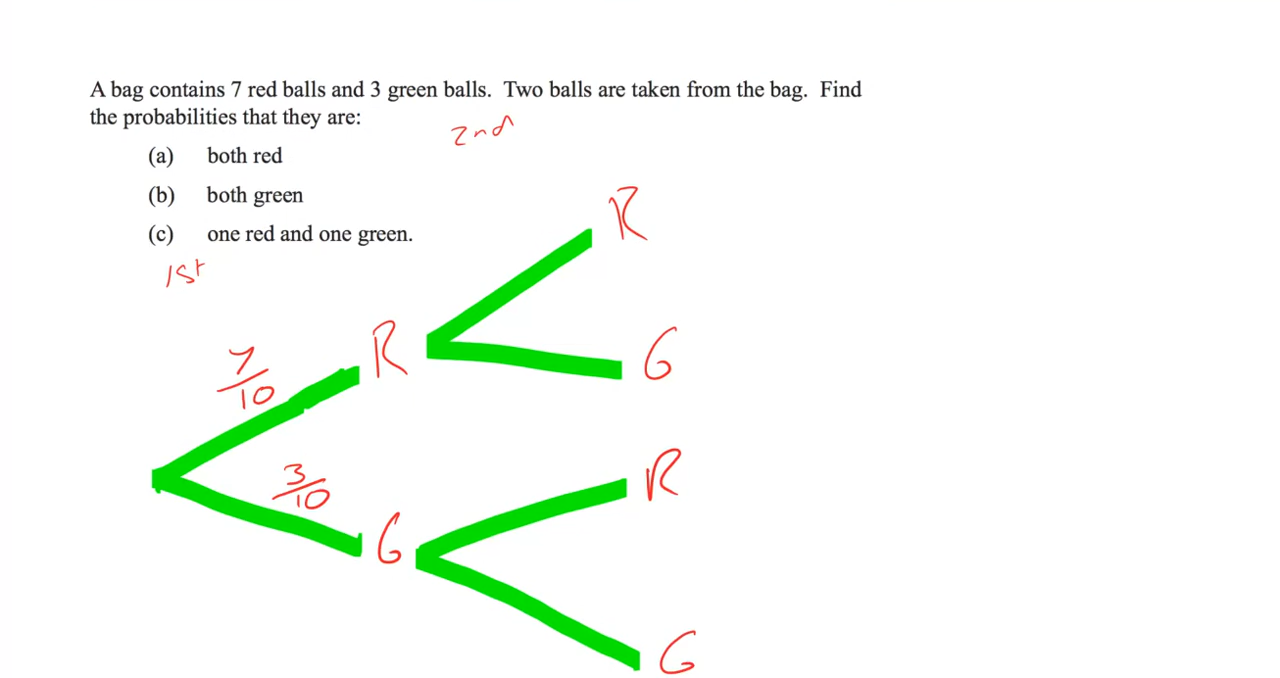 A bag contains 7 red balls and 3 green balls.  Two balls are taken from the bag.  Find
the probabilities that they are:
2nd
(a) both red
(b) both green
(c) one red and one green.
1st
R
R
7/10
G
3/10
R
G
G